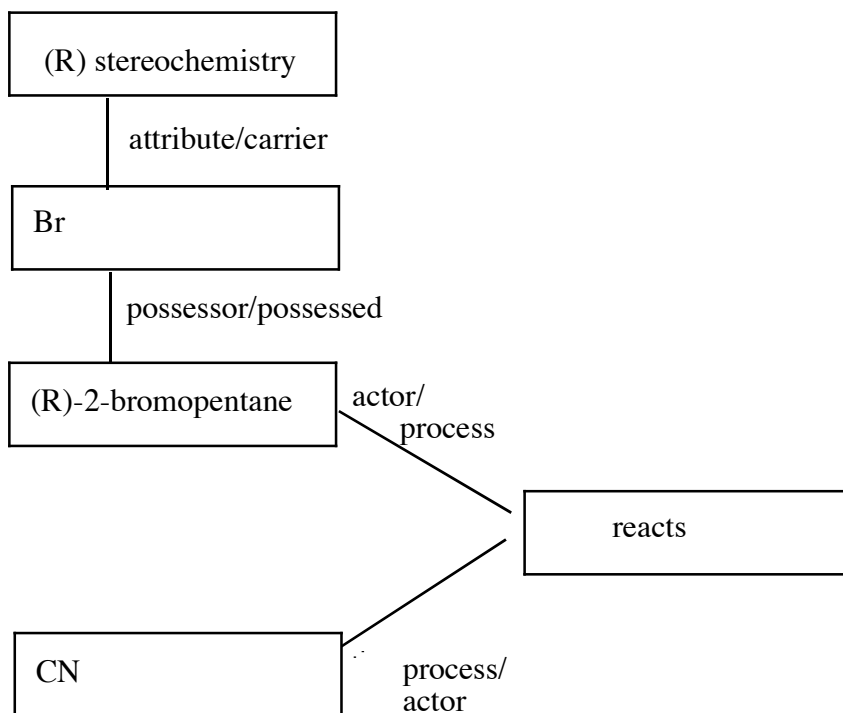 (R) stereochemistry
attribute/carrier
Br
possessor/possessed
(R)-2-bromopentane
actor/
process
reacts
CN
process/
actor